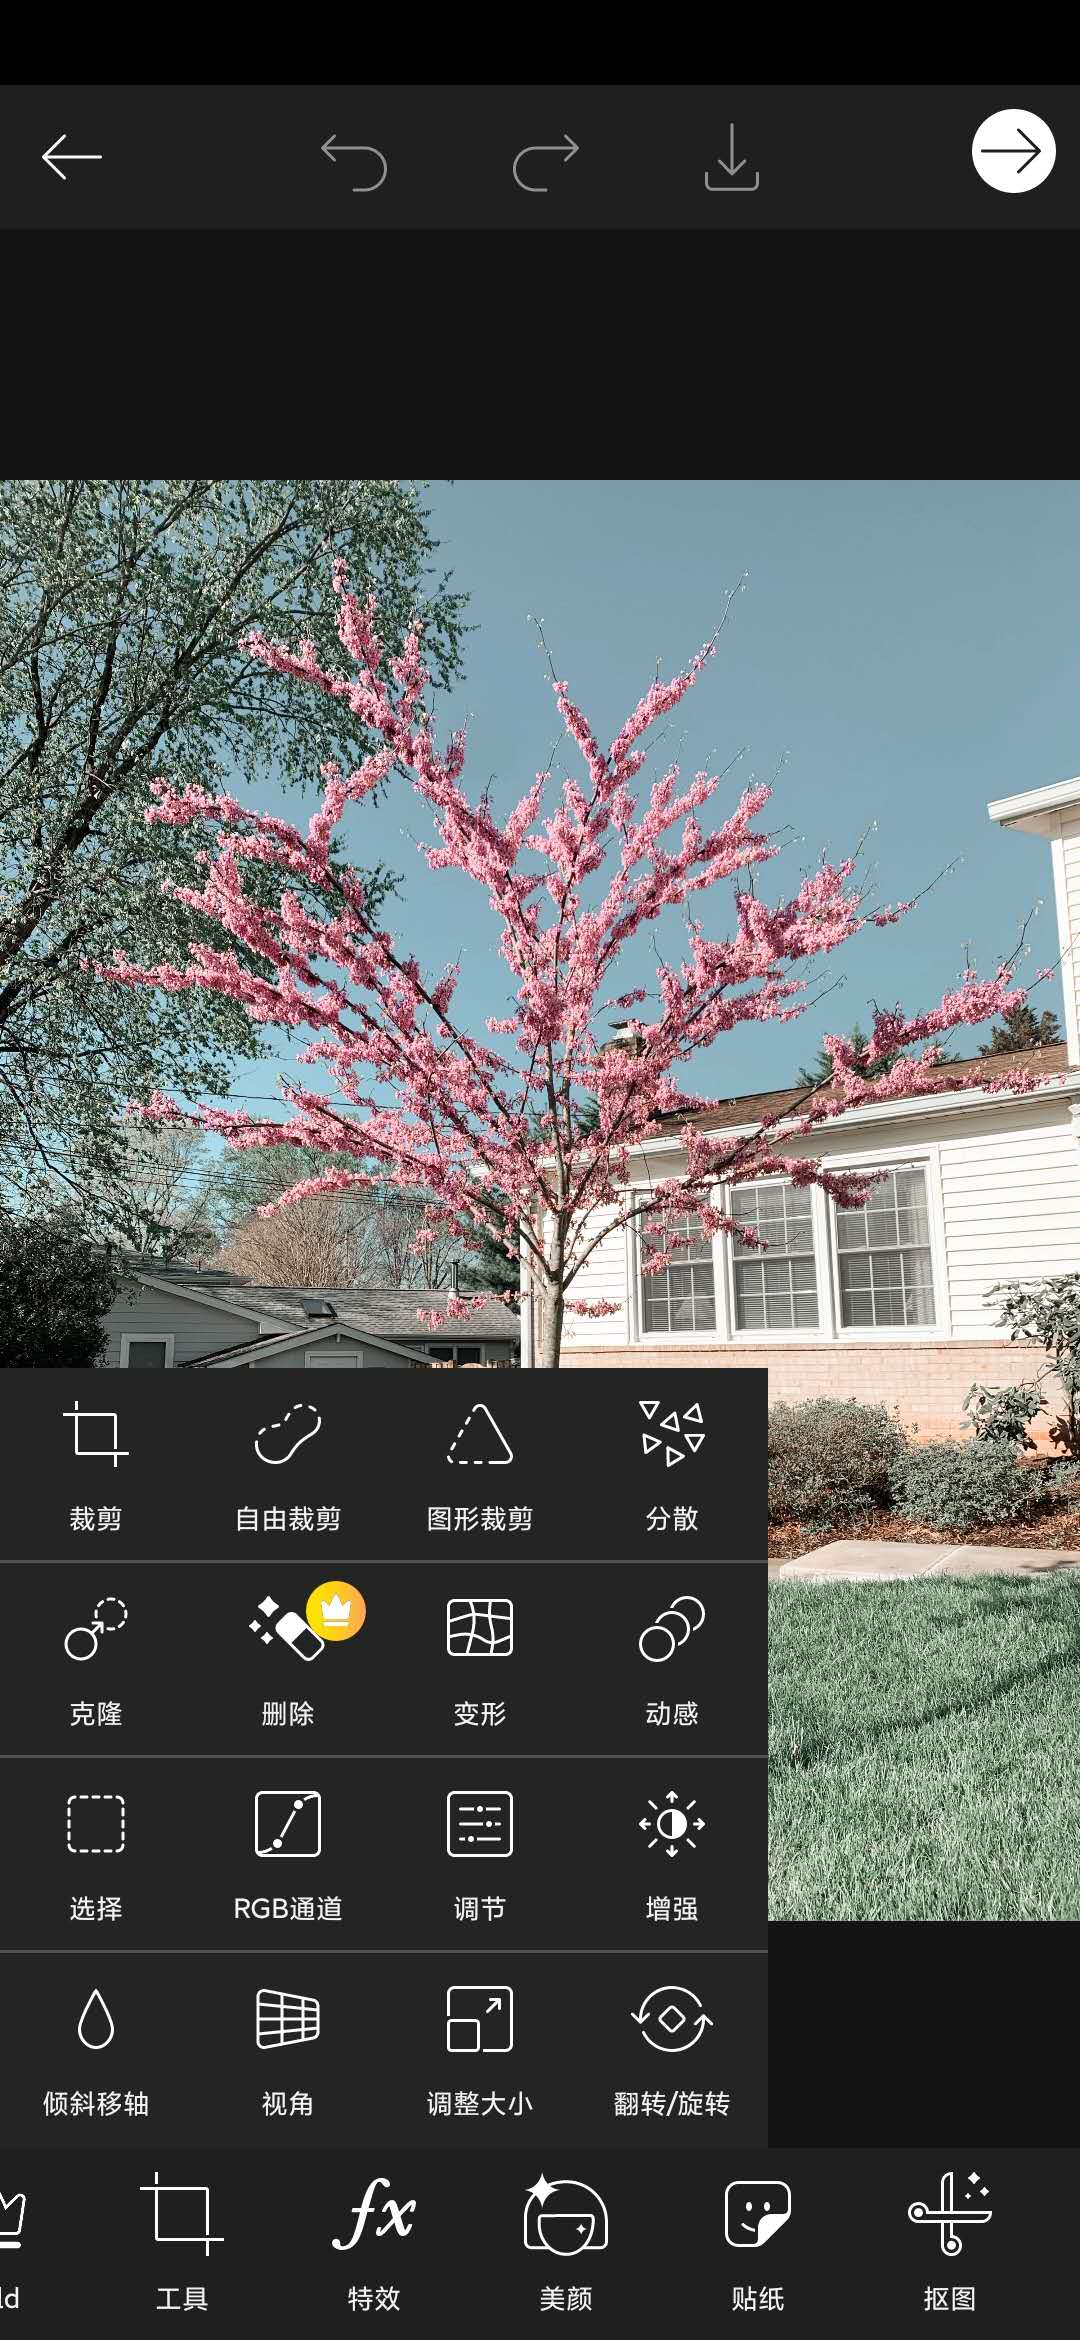 裁剪
自由裁剪
图形裁剪
分散
克隆
删除
变形
动感
选择
RGB通道
调节
增强
倾斜移轴
视角
调整大小
翻转/旋转
ld
工具
特效
美颜
贴纸
抠图